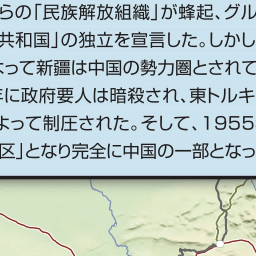 らの「民族解放組織」が蜂起、グル
共和国」の独立を宣言した。しかし
よって新疆は中国の勢力圏とされて
に政府要人は暗殺され、東トルキ
よって制圧された。そして、1955
区」となり完全に中国の一部となっ